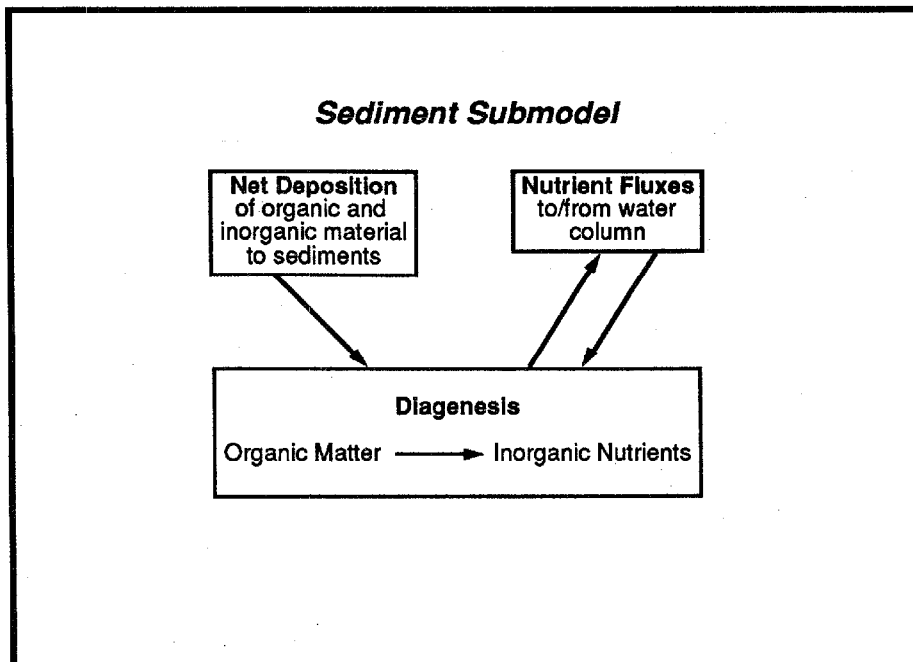 Sediment Submodel
Net Deposition
of organic and
inorganic material
to sediments
Nutrient Fluxes
to/from water
column
Diagenesis
Organic Matter
Inorganic Nutrients